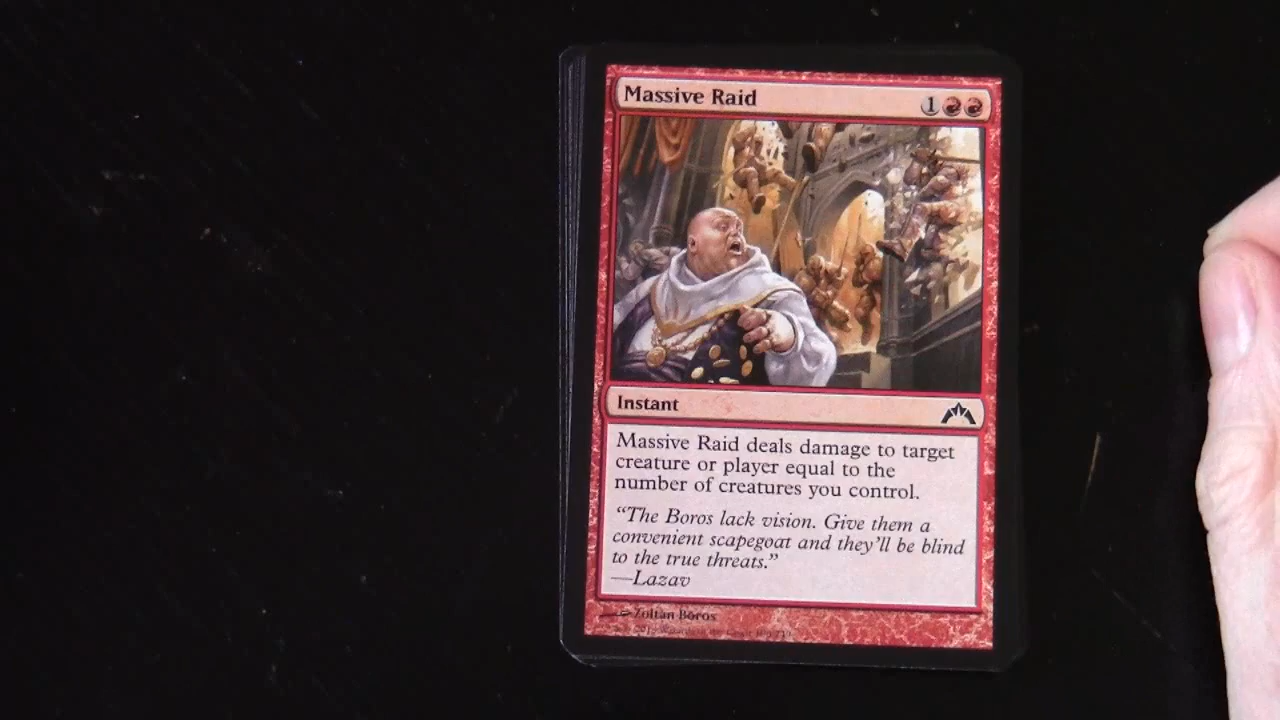 Massive Raid 1
Instant
Massive Raid deals damage to target
creature or player equal to the
number of creatures you control.
"The Boros lack vision. Give them a
convenient scapegoat and they'll be blind
to the true threats."
—Lazav
Zoltan Boros